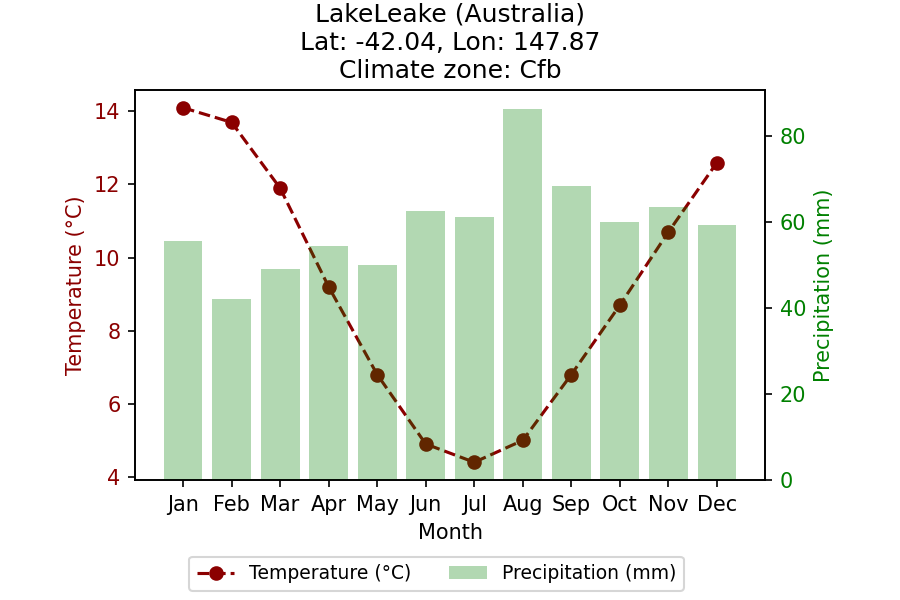 LakeLeake (Australia)
Lat: -42.04, Lon: 147.87
Climate zone: Cfb
14
12
10
8
6
4
Temperature (°C)
80
60
40
20
0
Precipitation (mm)
Jan Feb Mar Apr May Jun Jul Aug Sep Oct Nov Dec
Month
Temperature (°C) Precipitation (mm)